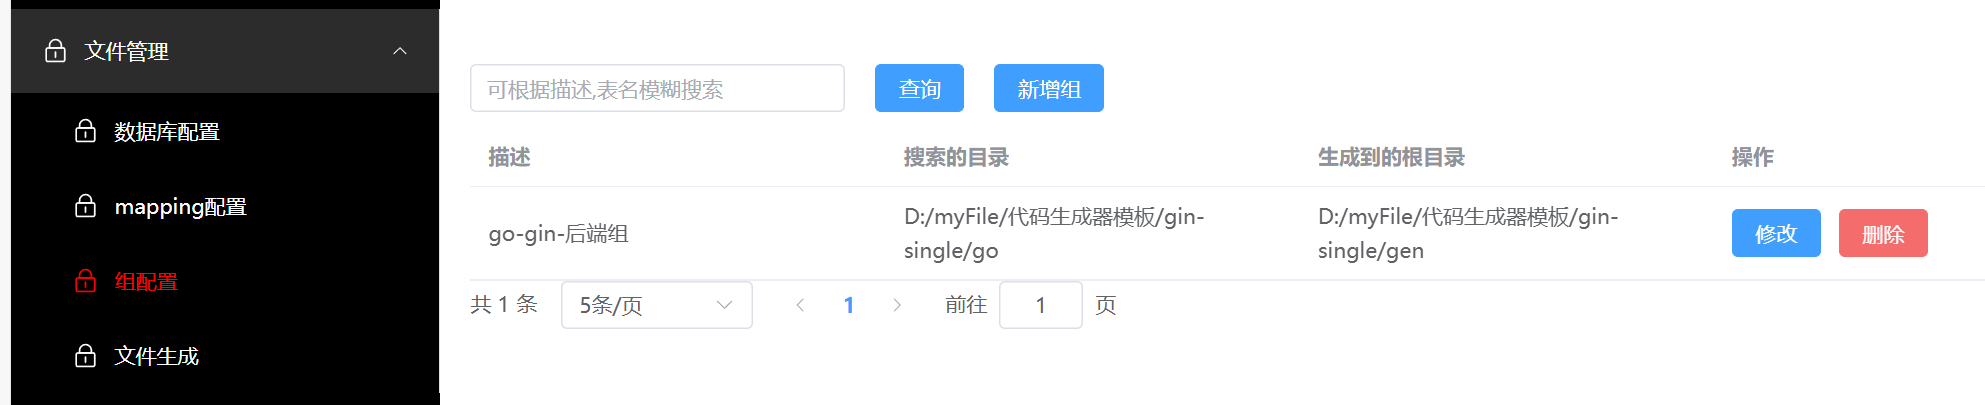 文件管理
数据库配置
mapping配置
组配置
文件生成
可根据描述,表名模糊搜索 查询 新增组
描述 搜索的目录 生成到的根目录 操作
go-gin-后端组
D:/myFile/代码生成器模板/gin-
single/go
D:/myFile/代码生成器模板/gin-
single/gen
修改 删除
共 1 条 5条/页 1 前往 1 页